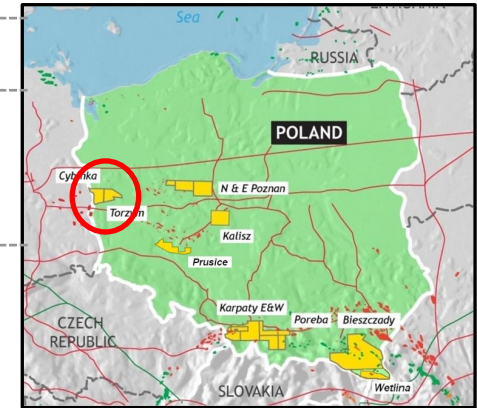 Sea
RUSSIA
POLAND
Cybinka
Torzym
N & E Poznan
Kalisz
Prusice
Karpaty E&W
Poreba
Bieszczady
CZECH
REPUBLIC
SLOVAKIA
Wetlina